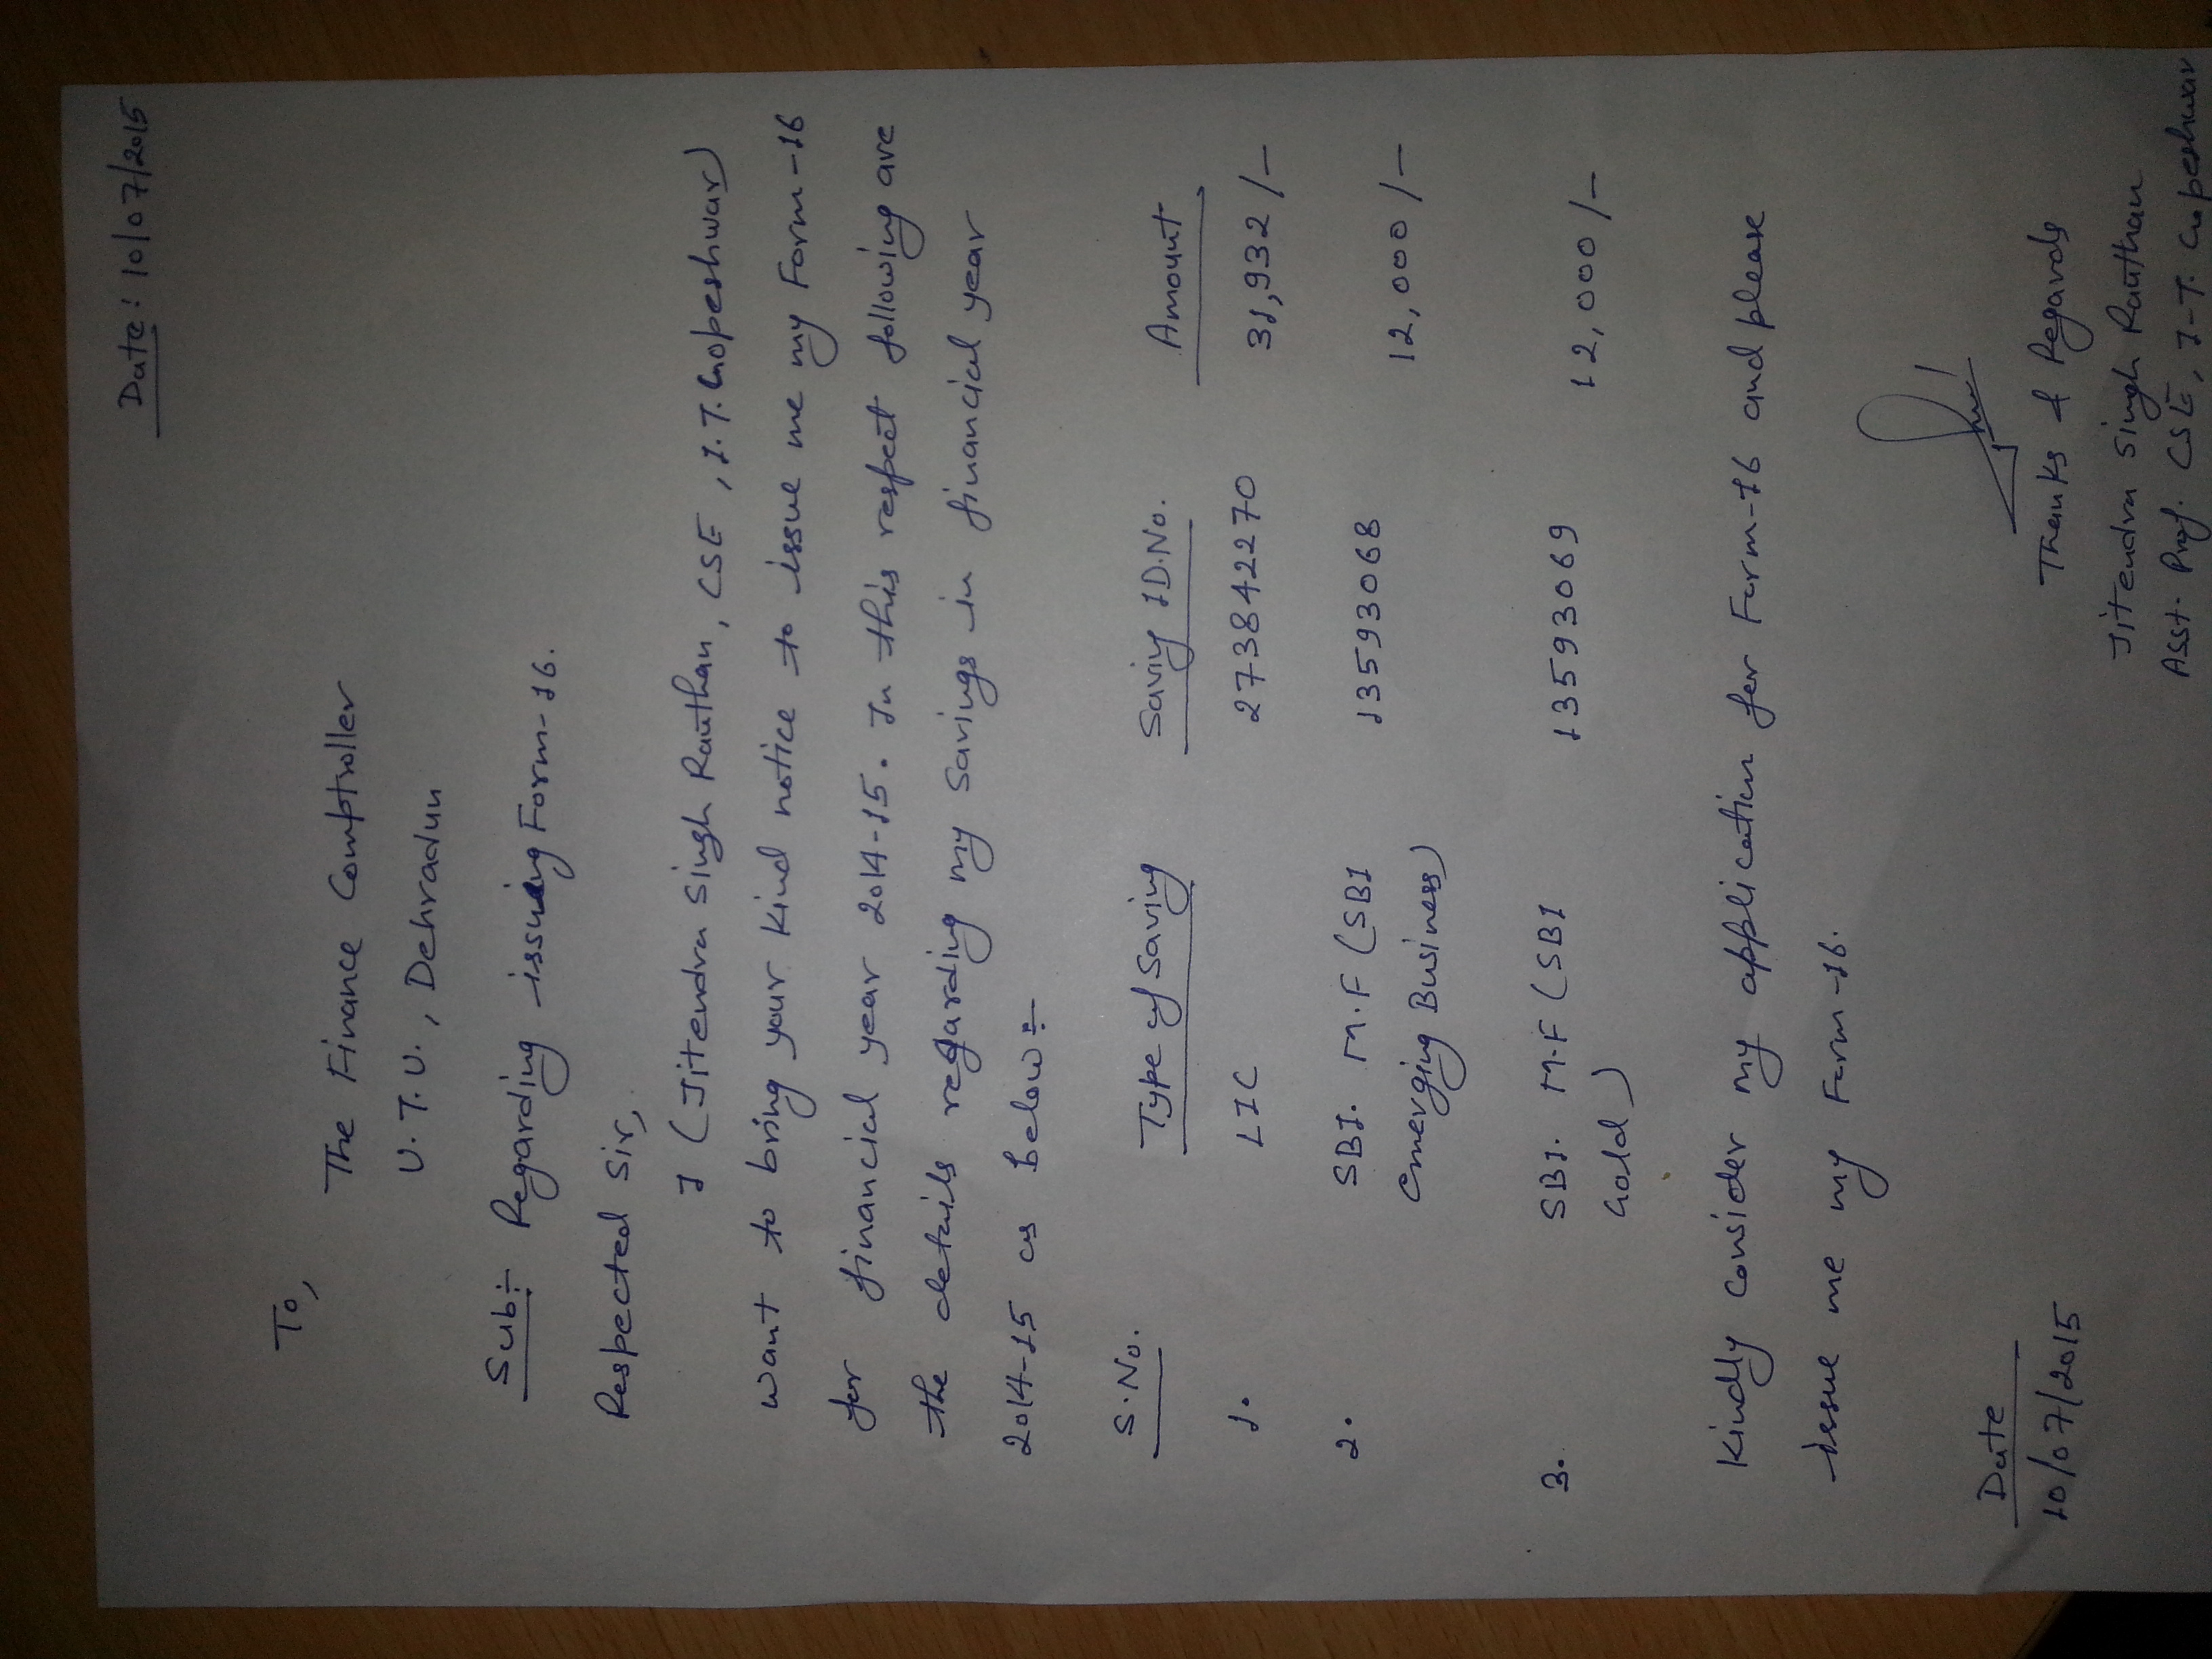 Date: 10/07/2015
To,
The Finance Comptroller
U.T.U., Dehradun
Sub:- Regarding issuing Form-16.
Respected Sir,
I (Jitendra Singh Rauthan, CSE, I.T. Gopeshwar)
want to bring your kind notice to issue me my Form-16
for financial year 2014-15. In this respect following are
the details regarding my Savings in financial year
2014-15 as below:-
S.No. Type of Saving Saving ID.No. Amount
1. LIC 273842270 31,932/-
2. SBI. M.F (SBI 13593068 12,000/-
Emerging Business)
3. SBI. M.F (SBI 13593069 12,000/-
Gold)
Kindly consider my application for Form-16 and please
issue me my Form-16.
Date
10/07/2015
Thanks & Regards
Jitendra Singh Rauthan
Asst. Prof. CSE, I.T. Gopeshwar